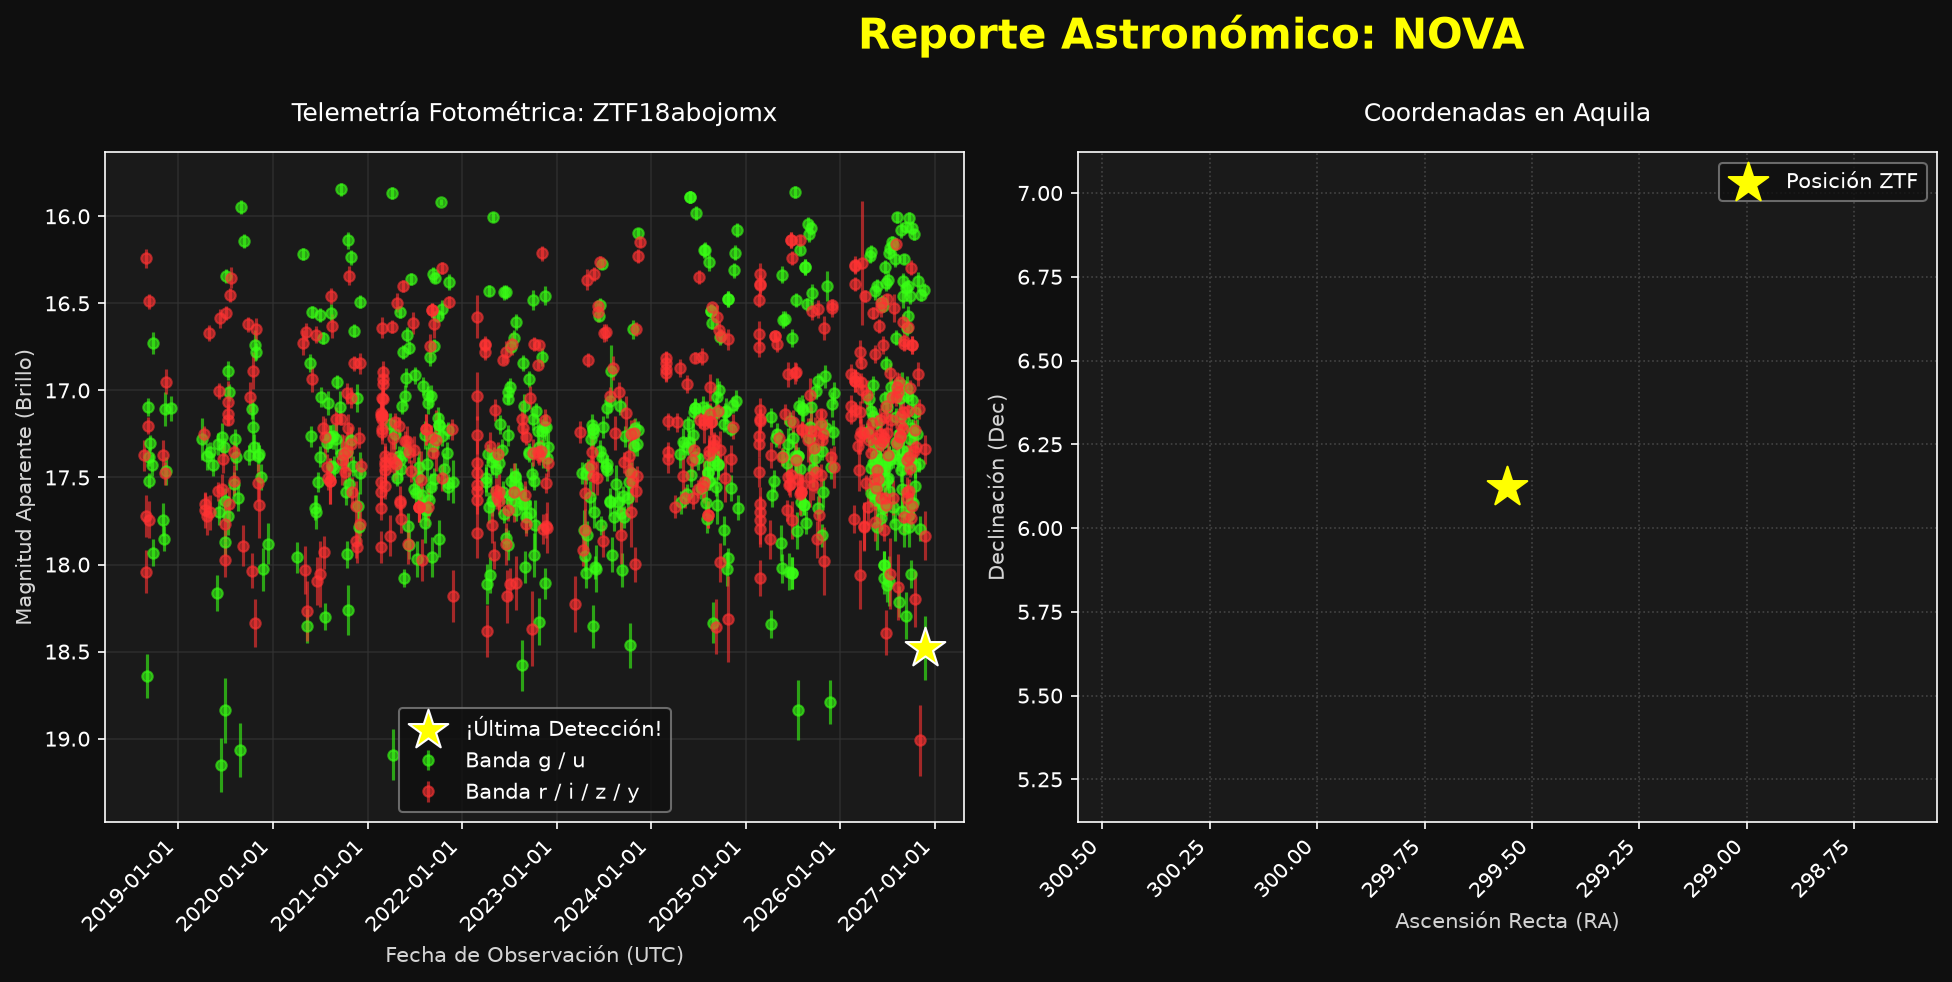 Reporte Astronómico: NOVA
Telemetría Fotométrica: ZTF18abojomx
Magnitud Aparente (Brillo)
16.0
16.5
17.0
17.5
18.0
18.5
19.0
¡Última Detección!
Banda g / u
Banda r / i / z / y
2019-01-01
2020-01-01
2021-01-01
2022-01-01
2023-01-01
2024-01-01
2025-01-01
2026-01-01
2027-01-01
Fecha de Observación (UTC)
Coordenadas en Aquila
Declinación (Dec)
7.00
6.75
6.50
6.25
6.00
5.75
5.50
5.25
Posición ZTF
300.50
300.25
300.00
299.75
299.50
299.25
299.00
298.75
Ascensión Recta (RA)